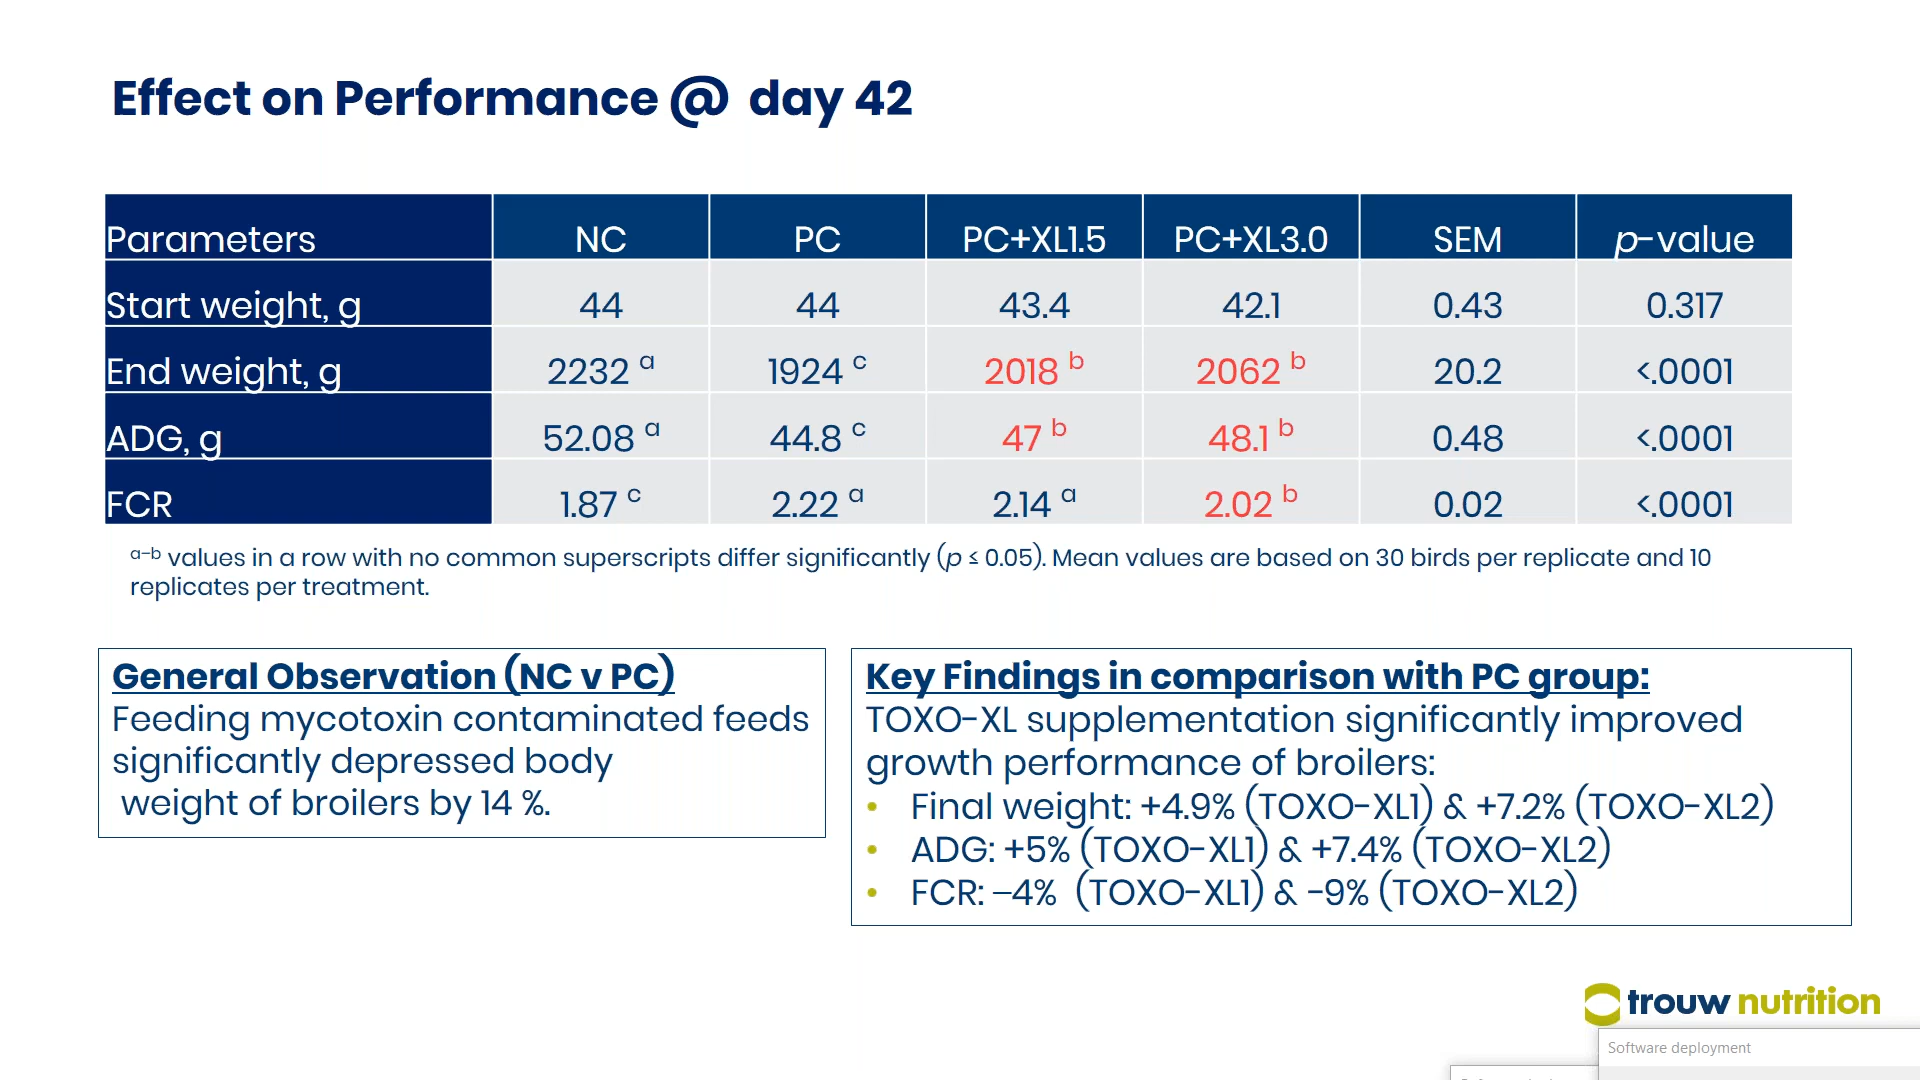 Effect on Performance @ day 42
Parameters NC PC PC+XL1.5 PC+XL3.0 SEM p-value
Start weight, g 44 44 43.4 42.1 0.43 0.317
End weight, g 2232 a 1924 c 2018 b 2062 b 20.2 <.0001
ADG, g 52.08 a 44.8 c 47 b 48.1 b 0.48 <.0001
FCR 1.87 c 2.22 a 2.14 a 2.02 b 0.02 <.0001
a-b values in a row with no common superscripts differ significantly (p ≤ 0.05). Mean values are based on 30 birds per replicate and 10
replicates per treatment.
General Observation (NC v PC)
Feeding mycotoxin contaminated feeds
significantly depressed body
weight of broilers by 14 %.
Key Findings in comparison with PC group:
TOXO-XL supplementation significantly improved
growth performance of broilers:
• Final weight: +4.9% (TOXO-XL1) & +7.2% (TOXO-XL2)
• ADG: +5% (TOXO-XL1) & +7.4% (TOXO-XL2)
• FCR: –4% (TOXO-XL1) & -9% (TOXO-XL2)
trouw nutrition
Software deployment